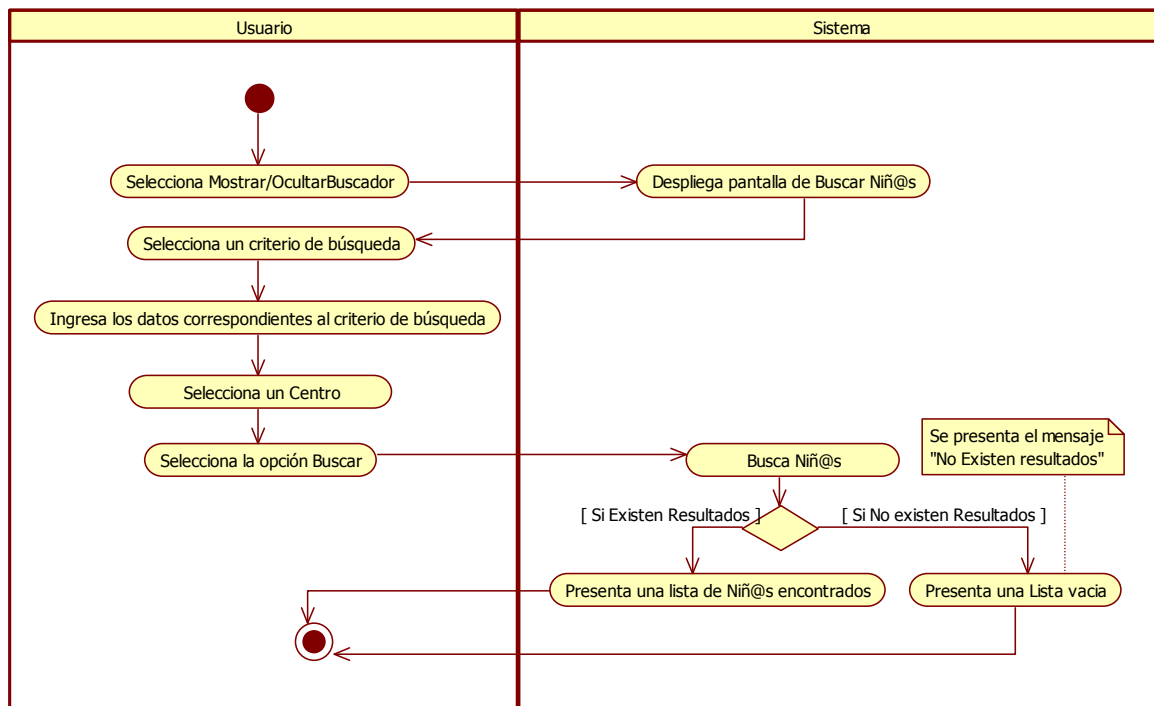 Usuario
Sistema
Selecciona Mostrar/OcultarBuscador
Despliega pantalla de Buscar Niñ@s
Selecciona un criterio de búsqueda
Ingresa los datos correspondientes al criterio de búsqueda
Selecciona un Centro
Selecciona la opción Buscar
Busca Niñ@s
Se presenta el mensaje
"No Existen resultados"
[ Si Existen Resultados ]
[ Si No existen Resultados ]
Presenta una lista de Niñ@s encontrados
Presenta una Lista vacia